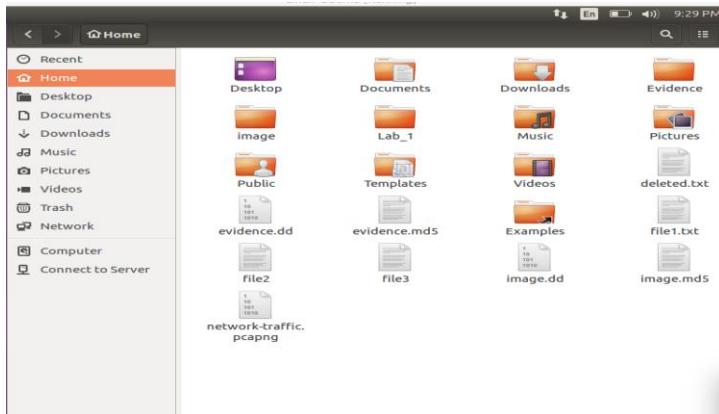 En
9:29 PM
Home
Recent
Home
Desktop
Documents
Downloads
Music
Pictures
Videos
Trash
Network
Computer
Connect to Server
Desktop Documents Downloads Evidence
image Lab_1 Music Pictures
Public Templates Videos deleted.txt
evidence.dd evidence.md5 Examples file1.txt
file2 file3 image.dd image.md5
network-traffic.
pcapng